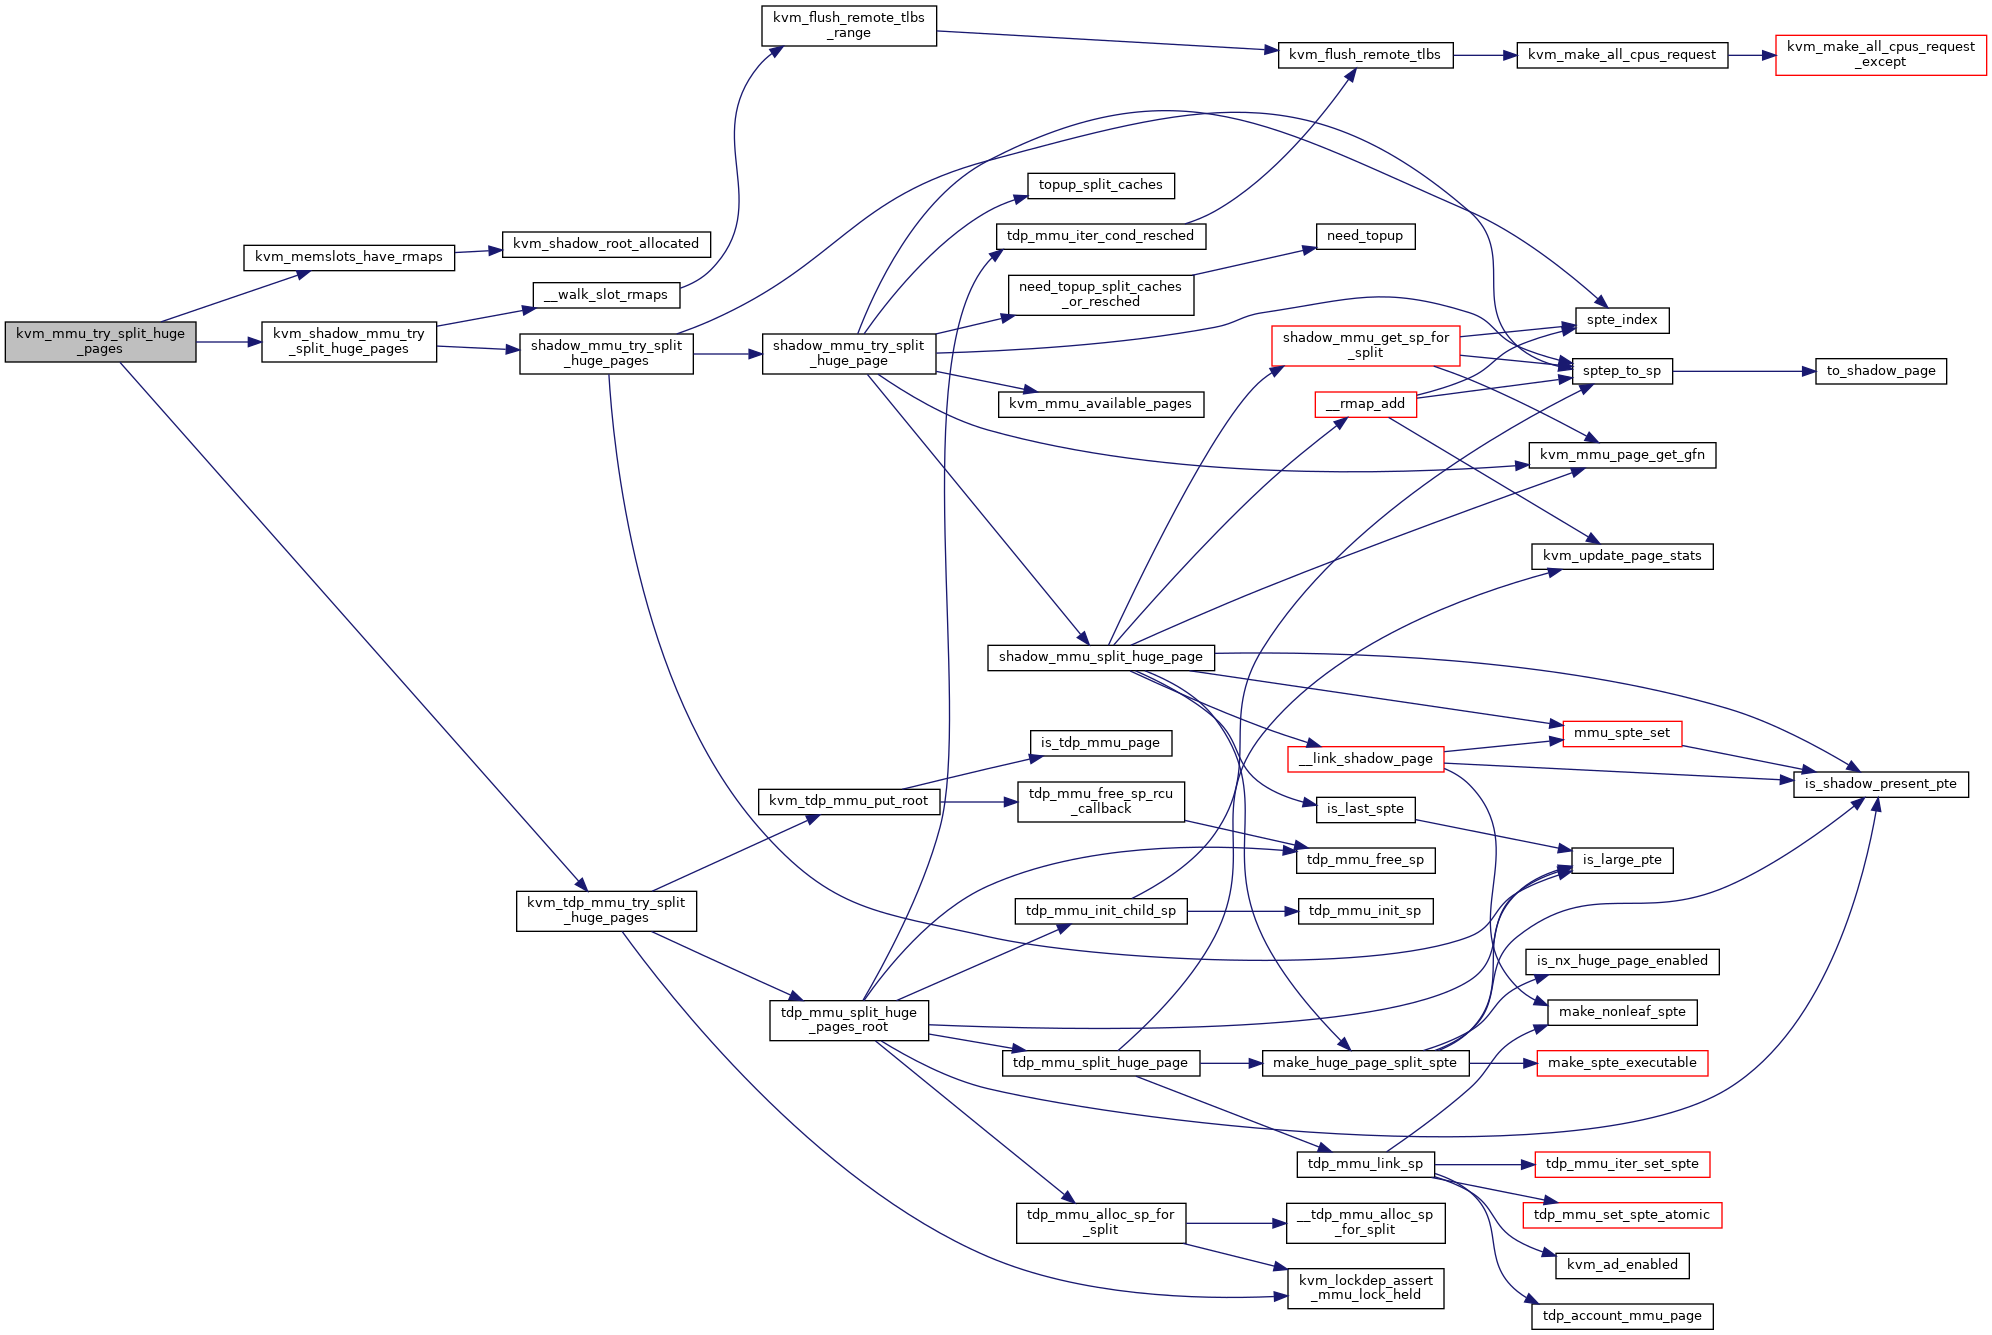 kvm_mmu_try_split_huge
_pages
kvm_memslots_have_rmaps
kvm_shadow_root_allocated
kvm_shadow_mmu_try
_split_huge_pages
__walk_slot_rmaps
kvm_flush_remote_tlbs
_range
kvm_flush_remote_tlbs
kvm_make_all_cpus_request
kvm_make_all_cpus_request
_except
shadow_mmu_try_split
_huge_pages
shadow_mmu_try_split
_huge_page
topup_split_caches
tdp_mmu_iter_cond_resched
need_topup_split_caches
_or_resched
need_topup
kvm_mmu_available_pages
shadow_mmu_get_sp_for
_split
__rmap_add
spte_index
sptep_to_sp
to_shadow_page
kvm_mmu_page_get_gfn
kvm_update_page_stats
shadow_mmu_split_huge_page
mmu_spte_set
__link_shadow_page
is_shadow_present_pte
is_last_spte
is_large_pte
is_tdp_mmu_page
kvm_tdp_mmu_put_root
tdp_mmu_free_sp_rcu
_callback
tdp_mmu_free_sp
kvm_tdp_mmu_try_split
_huge_pages
tdp_mmu_init_child_sp
tdp_mmu_init_sp
is_nx_huge_page_enabled
make_nonleaf_spte
tdp_mmu_split_huge
_pages_root
tdp_mmu_split_huge_page
make_huge_page_split_spte
make_spte_executable
tdp_mmu_link_sp
tdp_mmu_iter_set_spte
tdp_mmu_set_spte_atomic
tdp_mmu_alloc_sp_for
_split
__tdp_mmu_alloc_sp
_for_split
kvm_ad_enabled
kvm_lockdep_assert
_mmu_lock_held
tdp_account_mmu_page